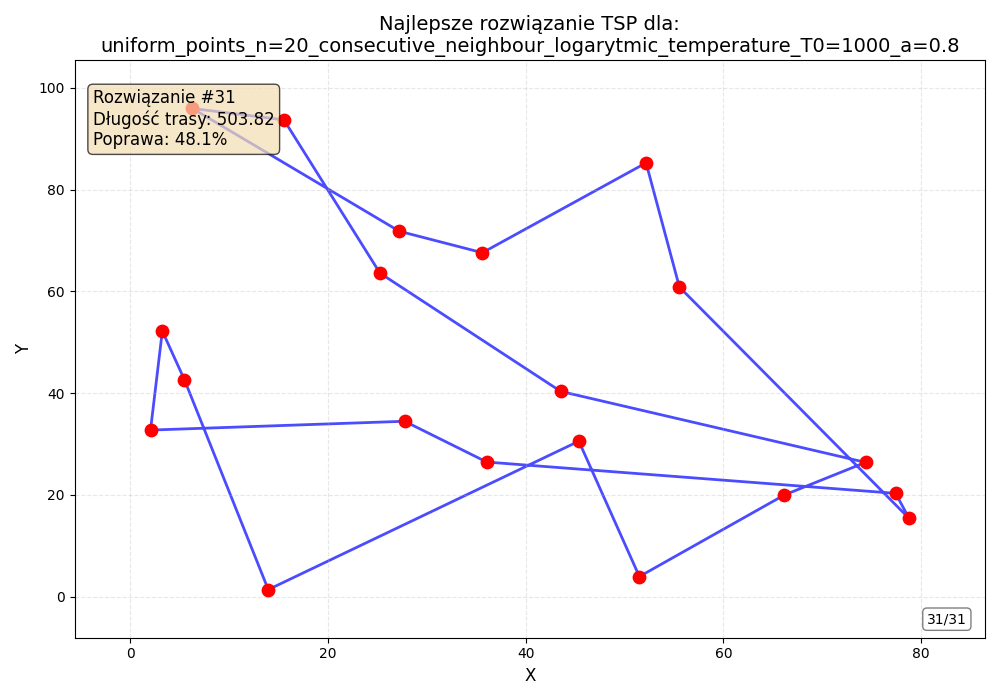 Najlepsze rozwiązanie TSP dla:
uniform_points_n=20_consecutive_neighbour_logarytmic_temperature_T0=1000_a=0.8
Rozwiązanie #31
Długość trasy: 503.82
Poprawa: 48.1%
100
80
60
40
20
0
Y
31/31
0 20 40 60 80
X